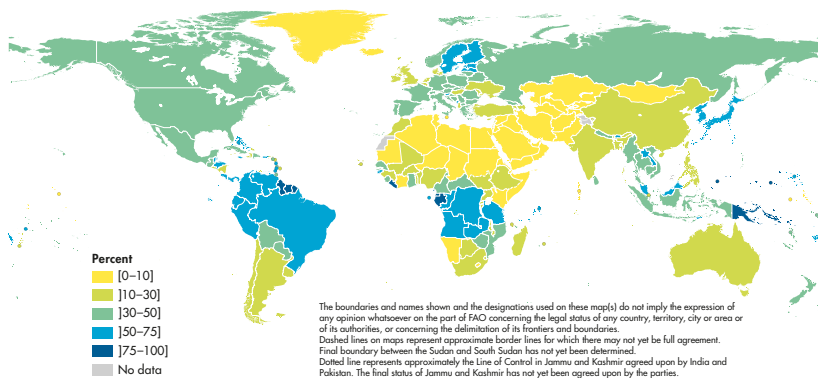 Percent
[0–10]
]10–30]
]30–50]
]50–75]
]75–100]
No data
The boundaries and names shown and the designations used on these map(s) do not imply the expression of
any opinion whatsoever on the part of FAO concerning the legal status of any country, territory, city or area or
of its authorities, or concerning the delimitation of its frontiers and boundaries.
Dashed lines on maps represent approximate border lines for which there may not yet be full agreement.
Final boundary between the Sudan and South Sudan has not yet been determined.
Dotted line represents approximately the Line of Control in Jammu and Kashmir agreed upon by India and
Pakistan. The final status of Jammu and Kashmir has not yet been agreed upon by the parties.